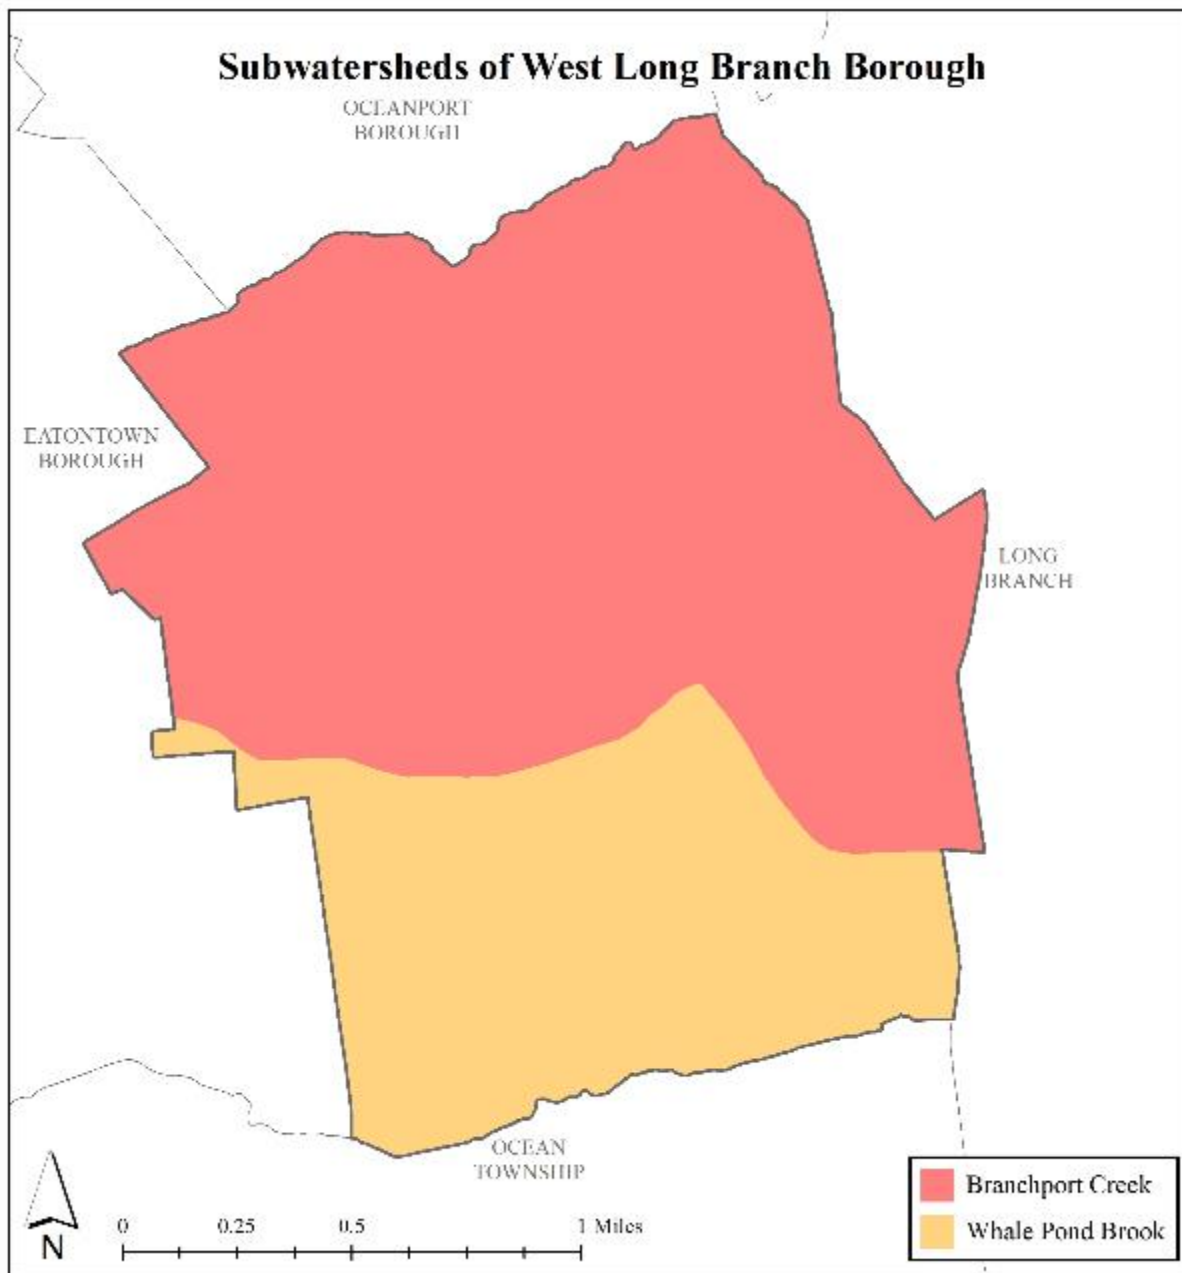 Subwatersheds of West Long Branch Borough
OCEANPORT
BOROUGH
EATONTOWN
BOROUGH
LONG
BRANCH
OCEAN
TOWNSHIP
Branchport Creek
Whale Pond Brook
0 0.25 0.5 1 Miles
N